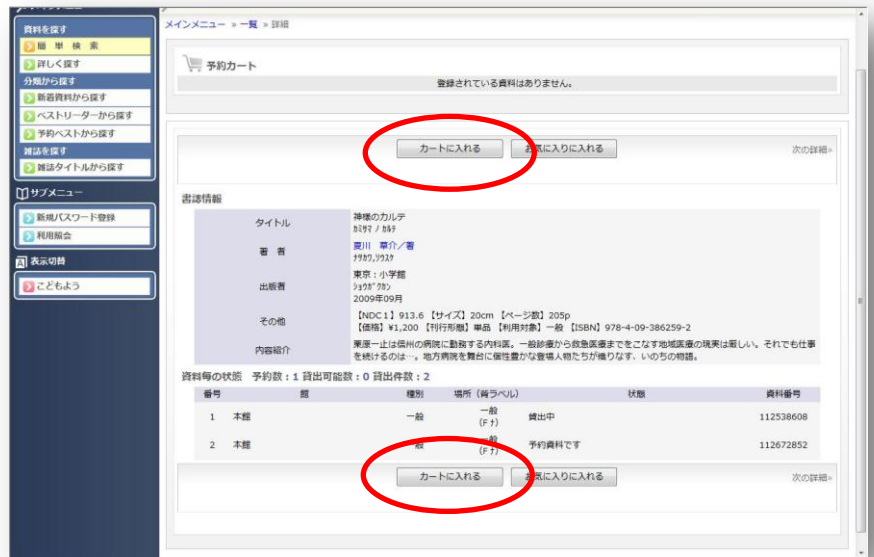 メインメニュー » 一覧 » 詳細
資料を探す
簡 単 検 索
詳しく探す
分類から探す
新着資料から探す
ベストリーダーから探す
予約ベストから探す
雑誌を探す
雑誌タイトルから探す
サブメニュー
新規パスワード登録
利用照会
表示切替
こどもよう
予約カート
登録されている資料はありません。
カートに入れる お気に入りに入れる 次の詳細»
書誌情報
タイトル 神様のカルテ
カミサマ ノ カルテ
著 者 夏川 草介/著
ナツカワ,ソウスケ
出版者 東京:小学館
ショウガクカン
2009年09月
その他 【NDC1】913.6 【サイズ】20cm 【ページ数】205p
【価格】¥1,200 【刊行形態】単品 【利用対象】一般 【ISBN】978-4-09-386259-2
内容紹介 栗原一止は信州の病院に勤務する内科医。一般診療から救急医療までをこなす地域医療の現実は厳しい。それでも仕事
を続けるのは…。地方病院を舞台に個性豊かな登場人物たちが織りなす、いのちの物語。
資料毎の状態 予約数:1 貸出可能数:0 貸出件数:2
番号 館 種別 場所(背ラベル) 状態 資料番号
1 本館 一般 一般 貸出中 112538608
(F ナ)
2 本館 一般 一般 予約資料です 112672852
(F ナ)
カートに入れる お気に入りに入れる 次の詳細»